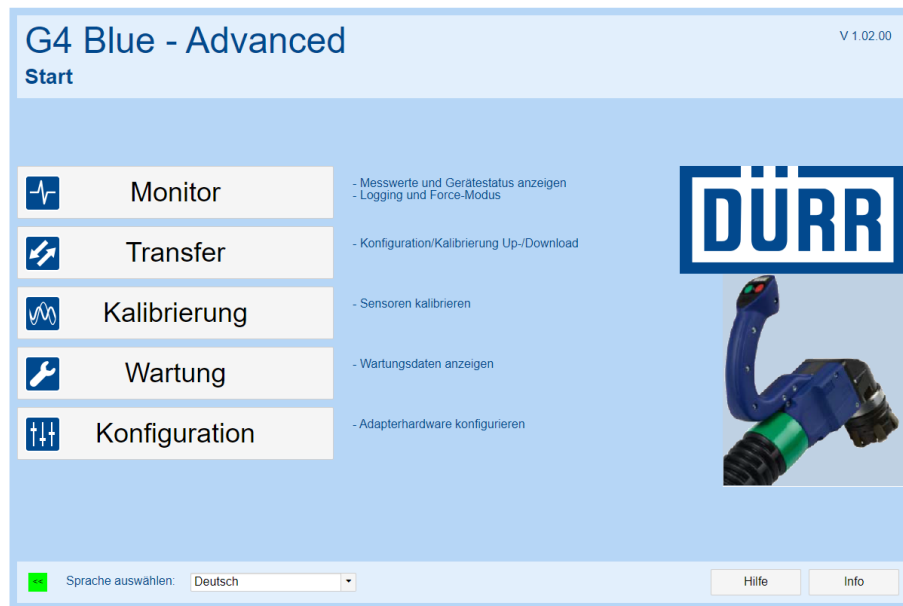 G4 Blue - Advanced
V 1.02.00
Start
Monitor
- Messwerte und Gerätestatus anzeigen
- Logging und Force-Modus
DÜRR
Transfer
- Konfiguration/Kalibrierung Up-/Download
Kalibrierung
- Sensoren kalibrieren
Wartung
- Wartungsdaten anzeigen
Konfiguration
- Adapterhardware konfigurieren
<<
Sprache auswählen:
Deutsch
Hilfe
Info